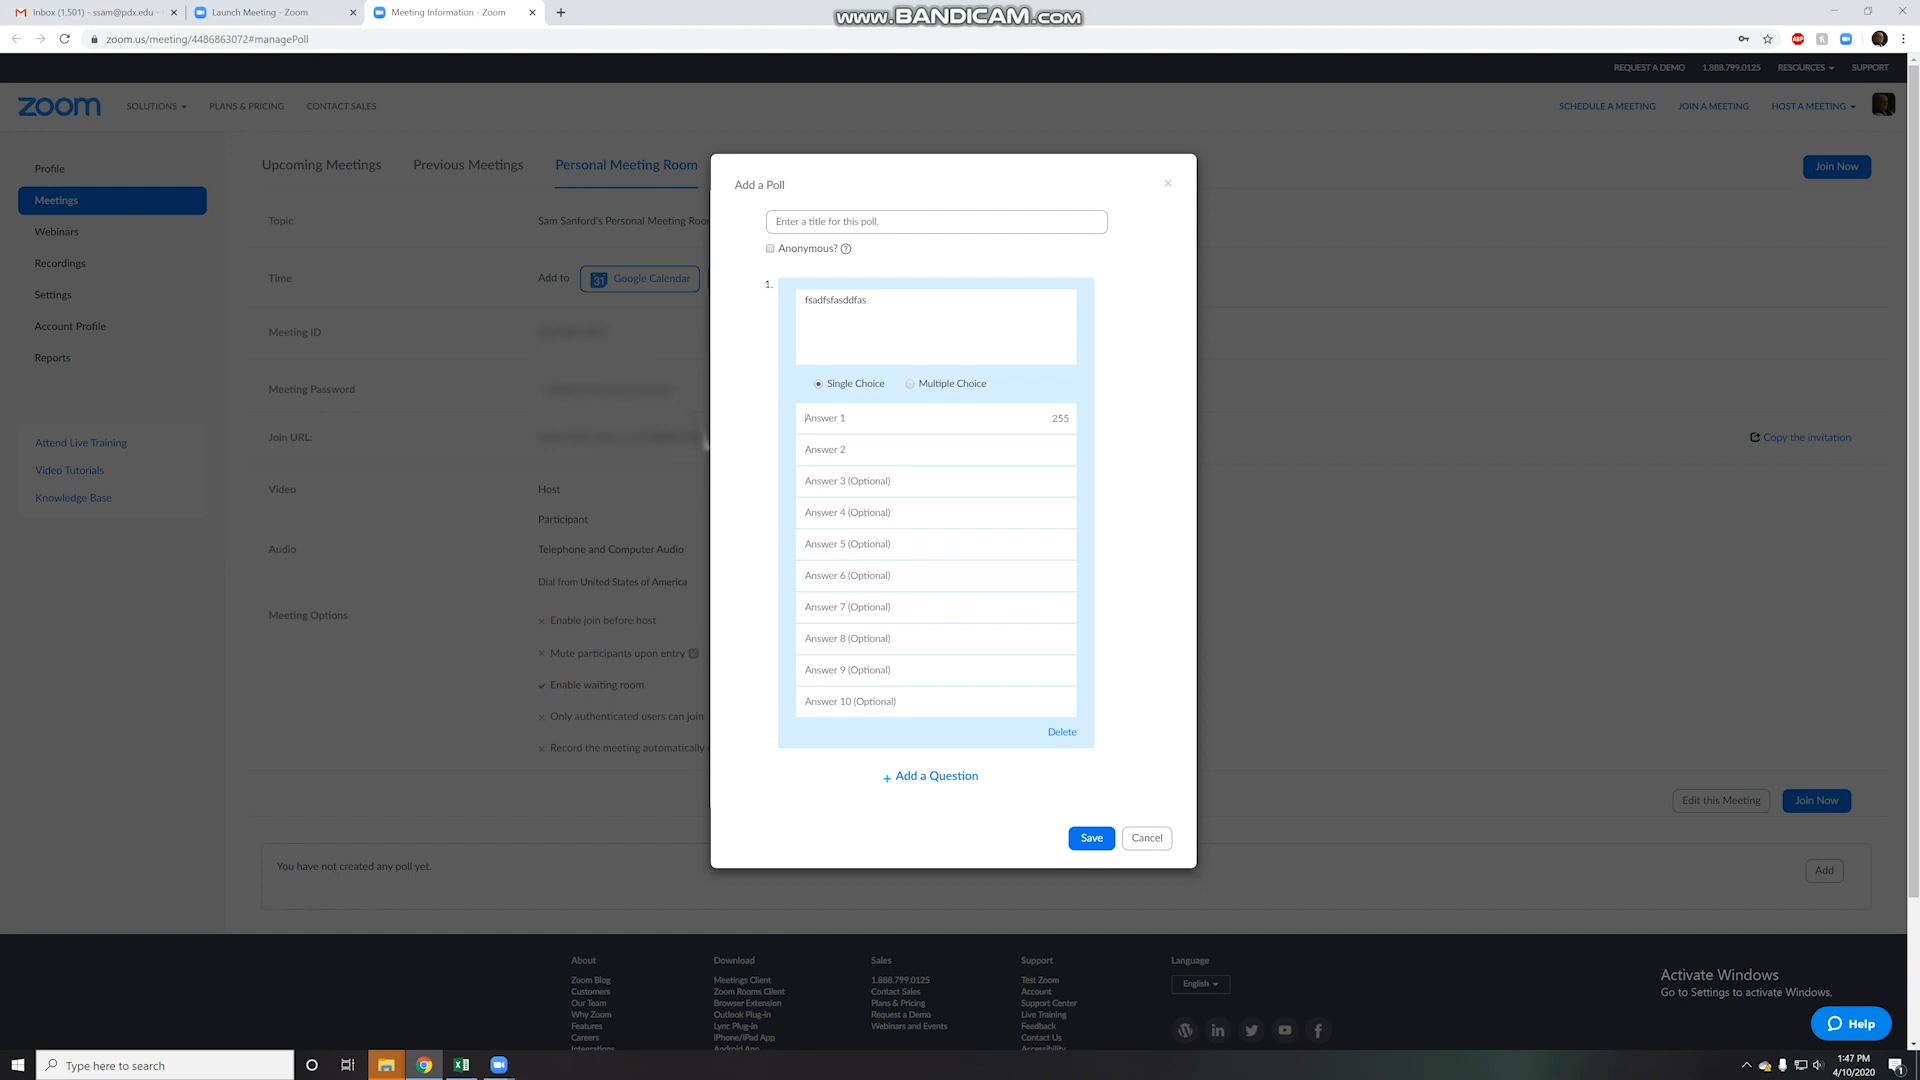 Inbox (1,501) - ssam@pdx.edu -
Launch Meeting - Zoom
Meeting Information - Zoom
www.BANDICAM.com
zoom.us/meeting/4486863072#managePoll
REQUEST A DEMO 1.888.799.0125 RESOURCES SUPPORT
zoom SOLUTIONS PLANS & PRICING CONTACT SALES SCHEDULE A MEETING JOIN A MEETING HOST A MEETING
Profile
Meetings
Webinars
Recordings
Settings
Account Profile
Reports
Attend Live Training
Video Tutorials
Knowledge Base
Upcoming Meetings Previous Meetings Personal Meeting Room
Join Now
Topic Sam Sanford's Personal Meeting Roo
Time Add to 31 Google Calendar
Meeting ID
Meeting Password
Join URL:
Copy the invitation
Video Host
Participant
Audio Telephone and Computer Audio
Dial from United States of America
Meeting Options Enable join before host
Mute participants upon entry
Enable waiting room
Only authenticated users can join
Record the meeting automatically
Edit this Meeting Join Now
You have not created any poll yet.
Add
Add a Poll
Enter a title for this poll.
Anonymous? ?
1.
fsadfsfasddfas
Single Choice Multiple Choice
Answer 1 255
Answer 2
Answer 3 (Optional)
Answer 4 (Optional)
Answer 5 (Optional)
Answer 6 (Optional)
Answer 7 (Optional)
Answer 8 (Optional)
Answer 9 (Optional)
Answer 10 (Optional)
Delete
+ Add a Question
Save Cancel
About
Zoom Blog
Customers
Our Team
Why Zoom
Features
Careers
Integrations
Download
Meetings Client
Zoom Rooms Client
Browser Extension
Outlook Plug-in
Lync Plug-in
iPhone/iPad App
Android App
Sales
1.888.799.0125
Contact Sales
Plans & Pricing
Request a Demo
Webinars and Events
Support
Test Zoom
Account
Support Center
Live Training
Feedback
Contact Us
Accessibility
Language
English
Activate Windows
Go to Settings to activate Windows.
Help
Type here to search
1:47 PM
4/10/2020